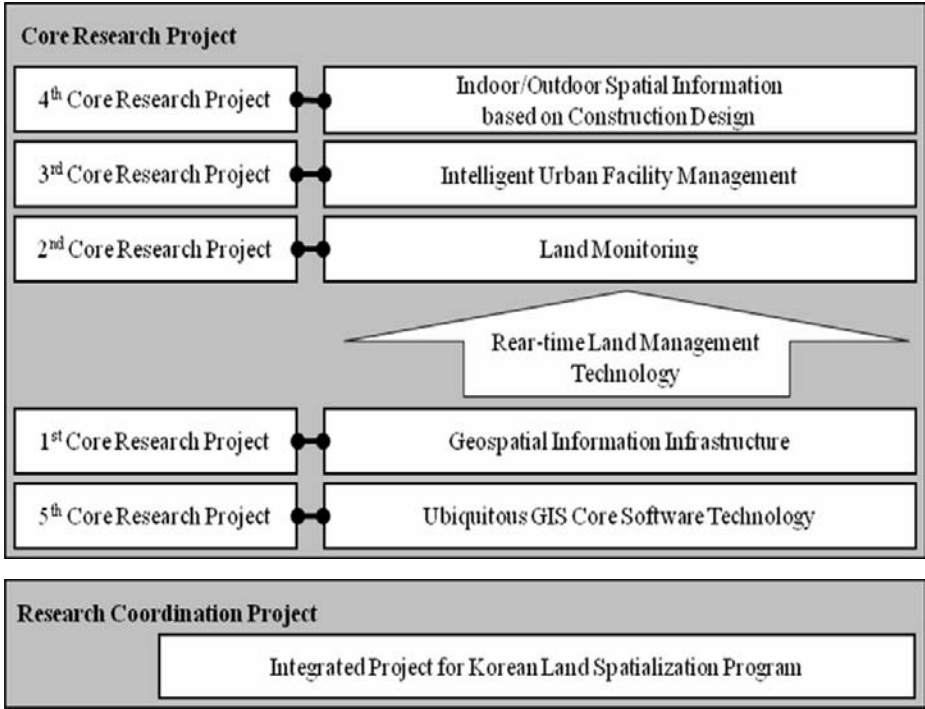 Core Research Project
4th Core Research Project
Indoor/Outdoor Spatial Information
based on Construction Design
3rd Core Research Project
Intelligent Urban Facility Management
2nd Core Research Project
Land Monitoring
Rear-time Land Management
Technology
1st Core Research Project
Geospatial Information Infrastructure
5th Core Research Project
Ubiquitous GIS Core Software Technology
Research Coordination Project
Integrated Project for Korean Land Spatialization Program